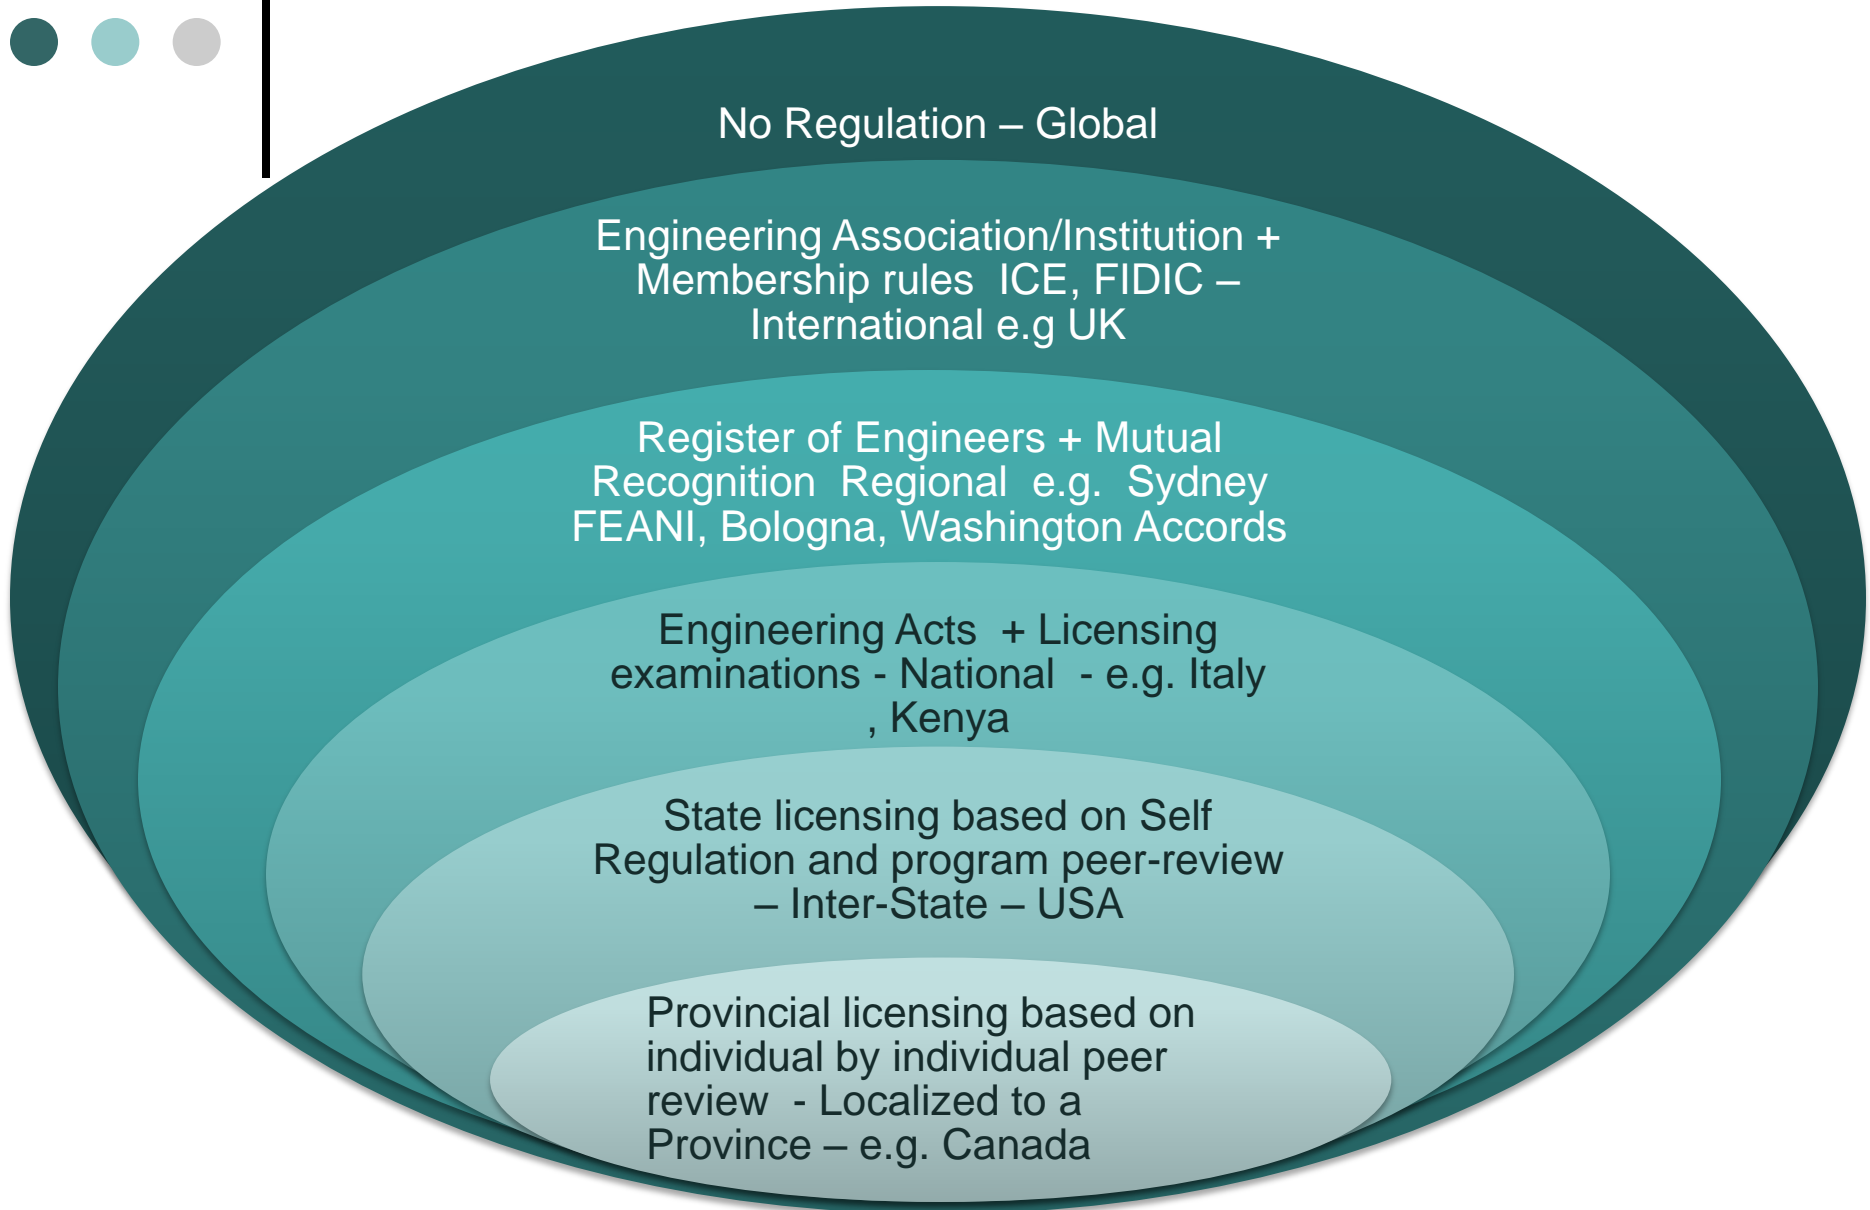 No Regulation – Global
Engineering Association/Institution +
Membership rules  ICE, FIDIC –
International e.g UK
Register of Engineers + Mutual
Recognition  Regional  e.g.  Sydney
FEANI, Bologna, Washington Accords
Engineering Acts  + Licensing
examinations - National  - e.g. Italy
, Kenya
State licensing based on Self
Regulation and program peer-review
– Inter-State – USA
Provincial licensing based on
individual by individual peer
review  - Localized to a
Province – e.g. Canada